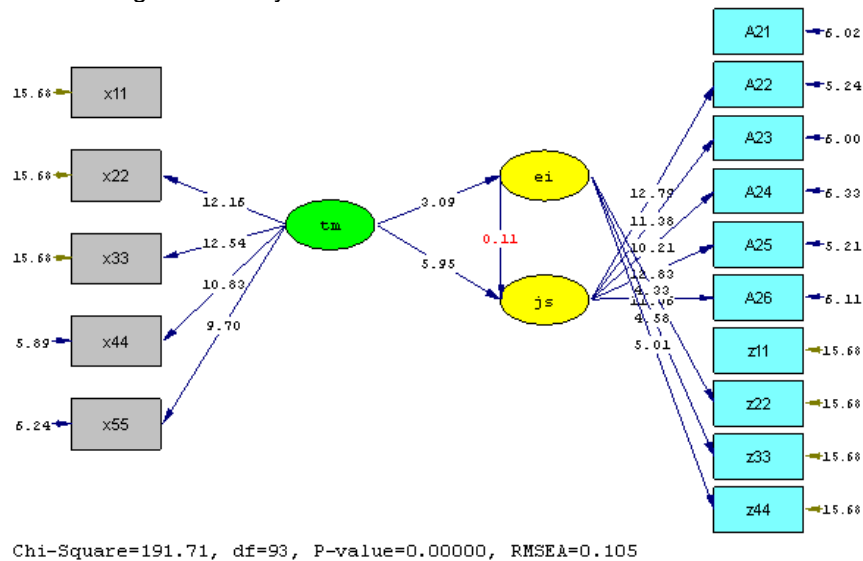 A21
6.02
15.68
x11
A22
5.24
A23
6.00
15.68
x22
ei
12.79
A24
6.33
12.15
3.09
11.38
tm
0.11
10.21
15.68
x33
12.54
5.95
12.83
A25
5.21
10.83
4.33
js
A26
6.11
9.70
4.58
5.89
x44
5.01
z11
15.68
z22
15.68
6.24
x55
z33
15.68
z44
15.68
Chi-Square=191.71, df=93, P-value=0.00000, RMSEA=0.105